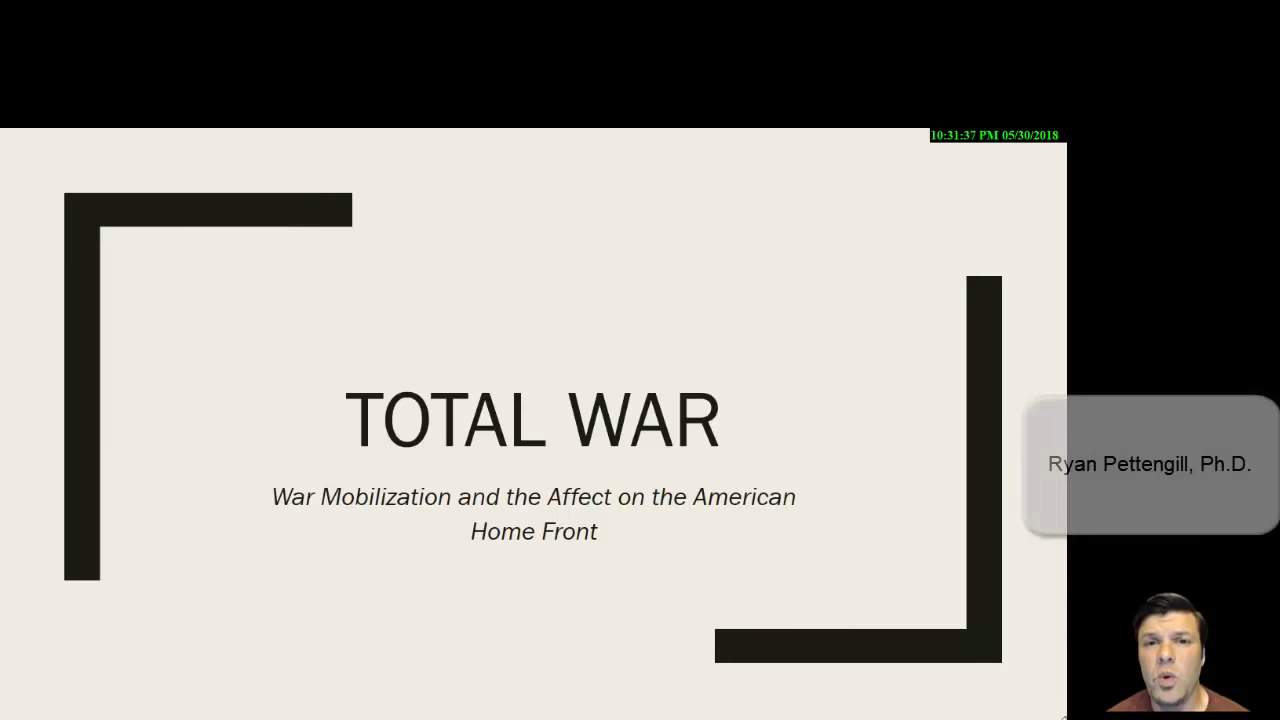 10:31:37 PM 05/30/2018
TOTAL WAR
War Mobilization and the Affect on the American
Home Front
Ryan Pettengill, Ph.D.